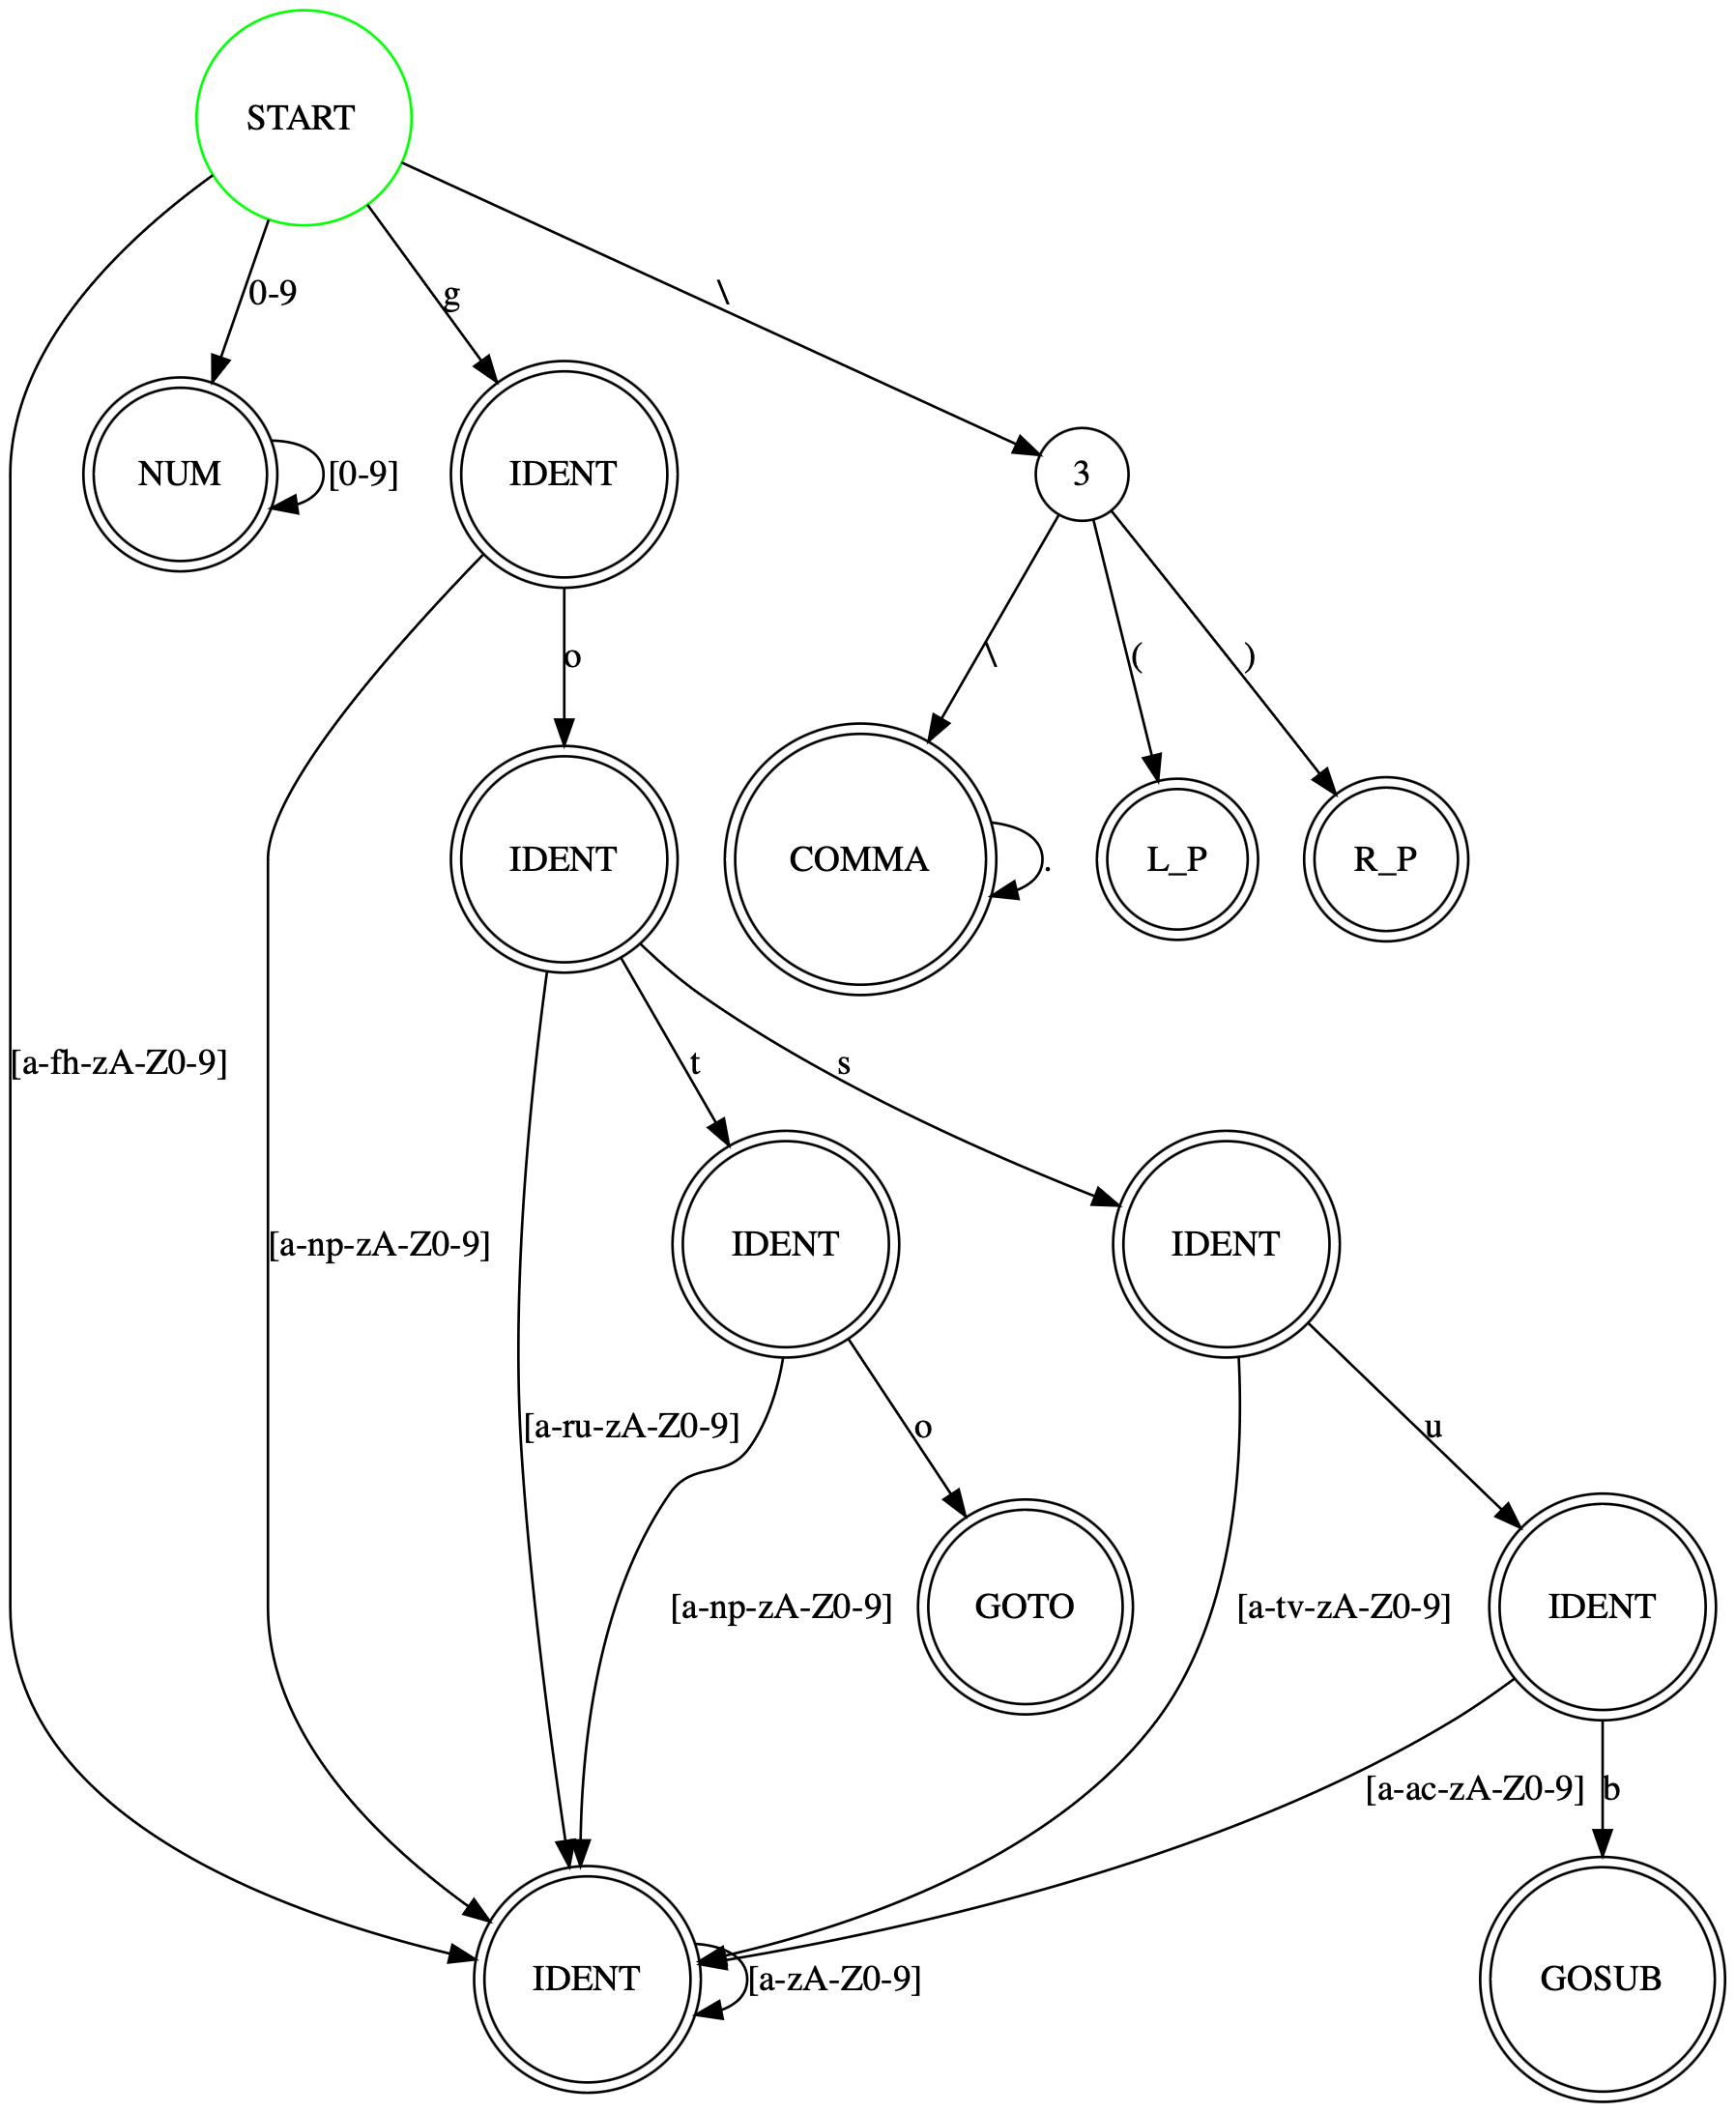 START
0-9
g
\
NUM
[0-9]
IDENT
3
o
\
(
)
IDENT
COMMA
.
L_P
R_P
[a-fh-zA-Z0-9]
t
s
[a-np-zA-Z0-9]
IDENT
IDENT
[a-ru-zA-Z0-9]
o
u
[a-np-zA-Z0-9]
GOTO
[a-tv-zA-Z0-9]
IDENT
[a-ac-zA-Z0-9]
b
IDENT
[a-zA-Z0-9]
GOSUB